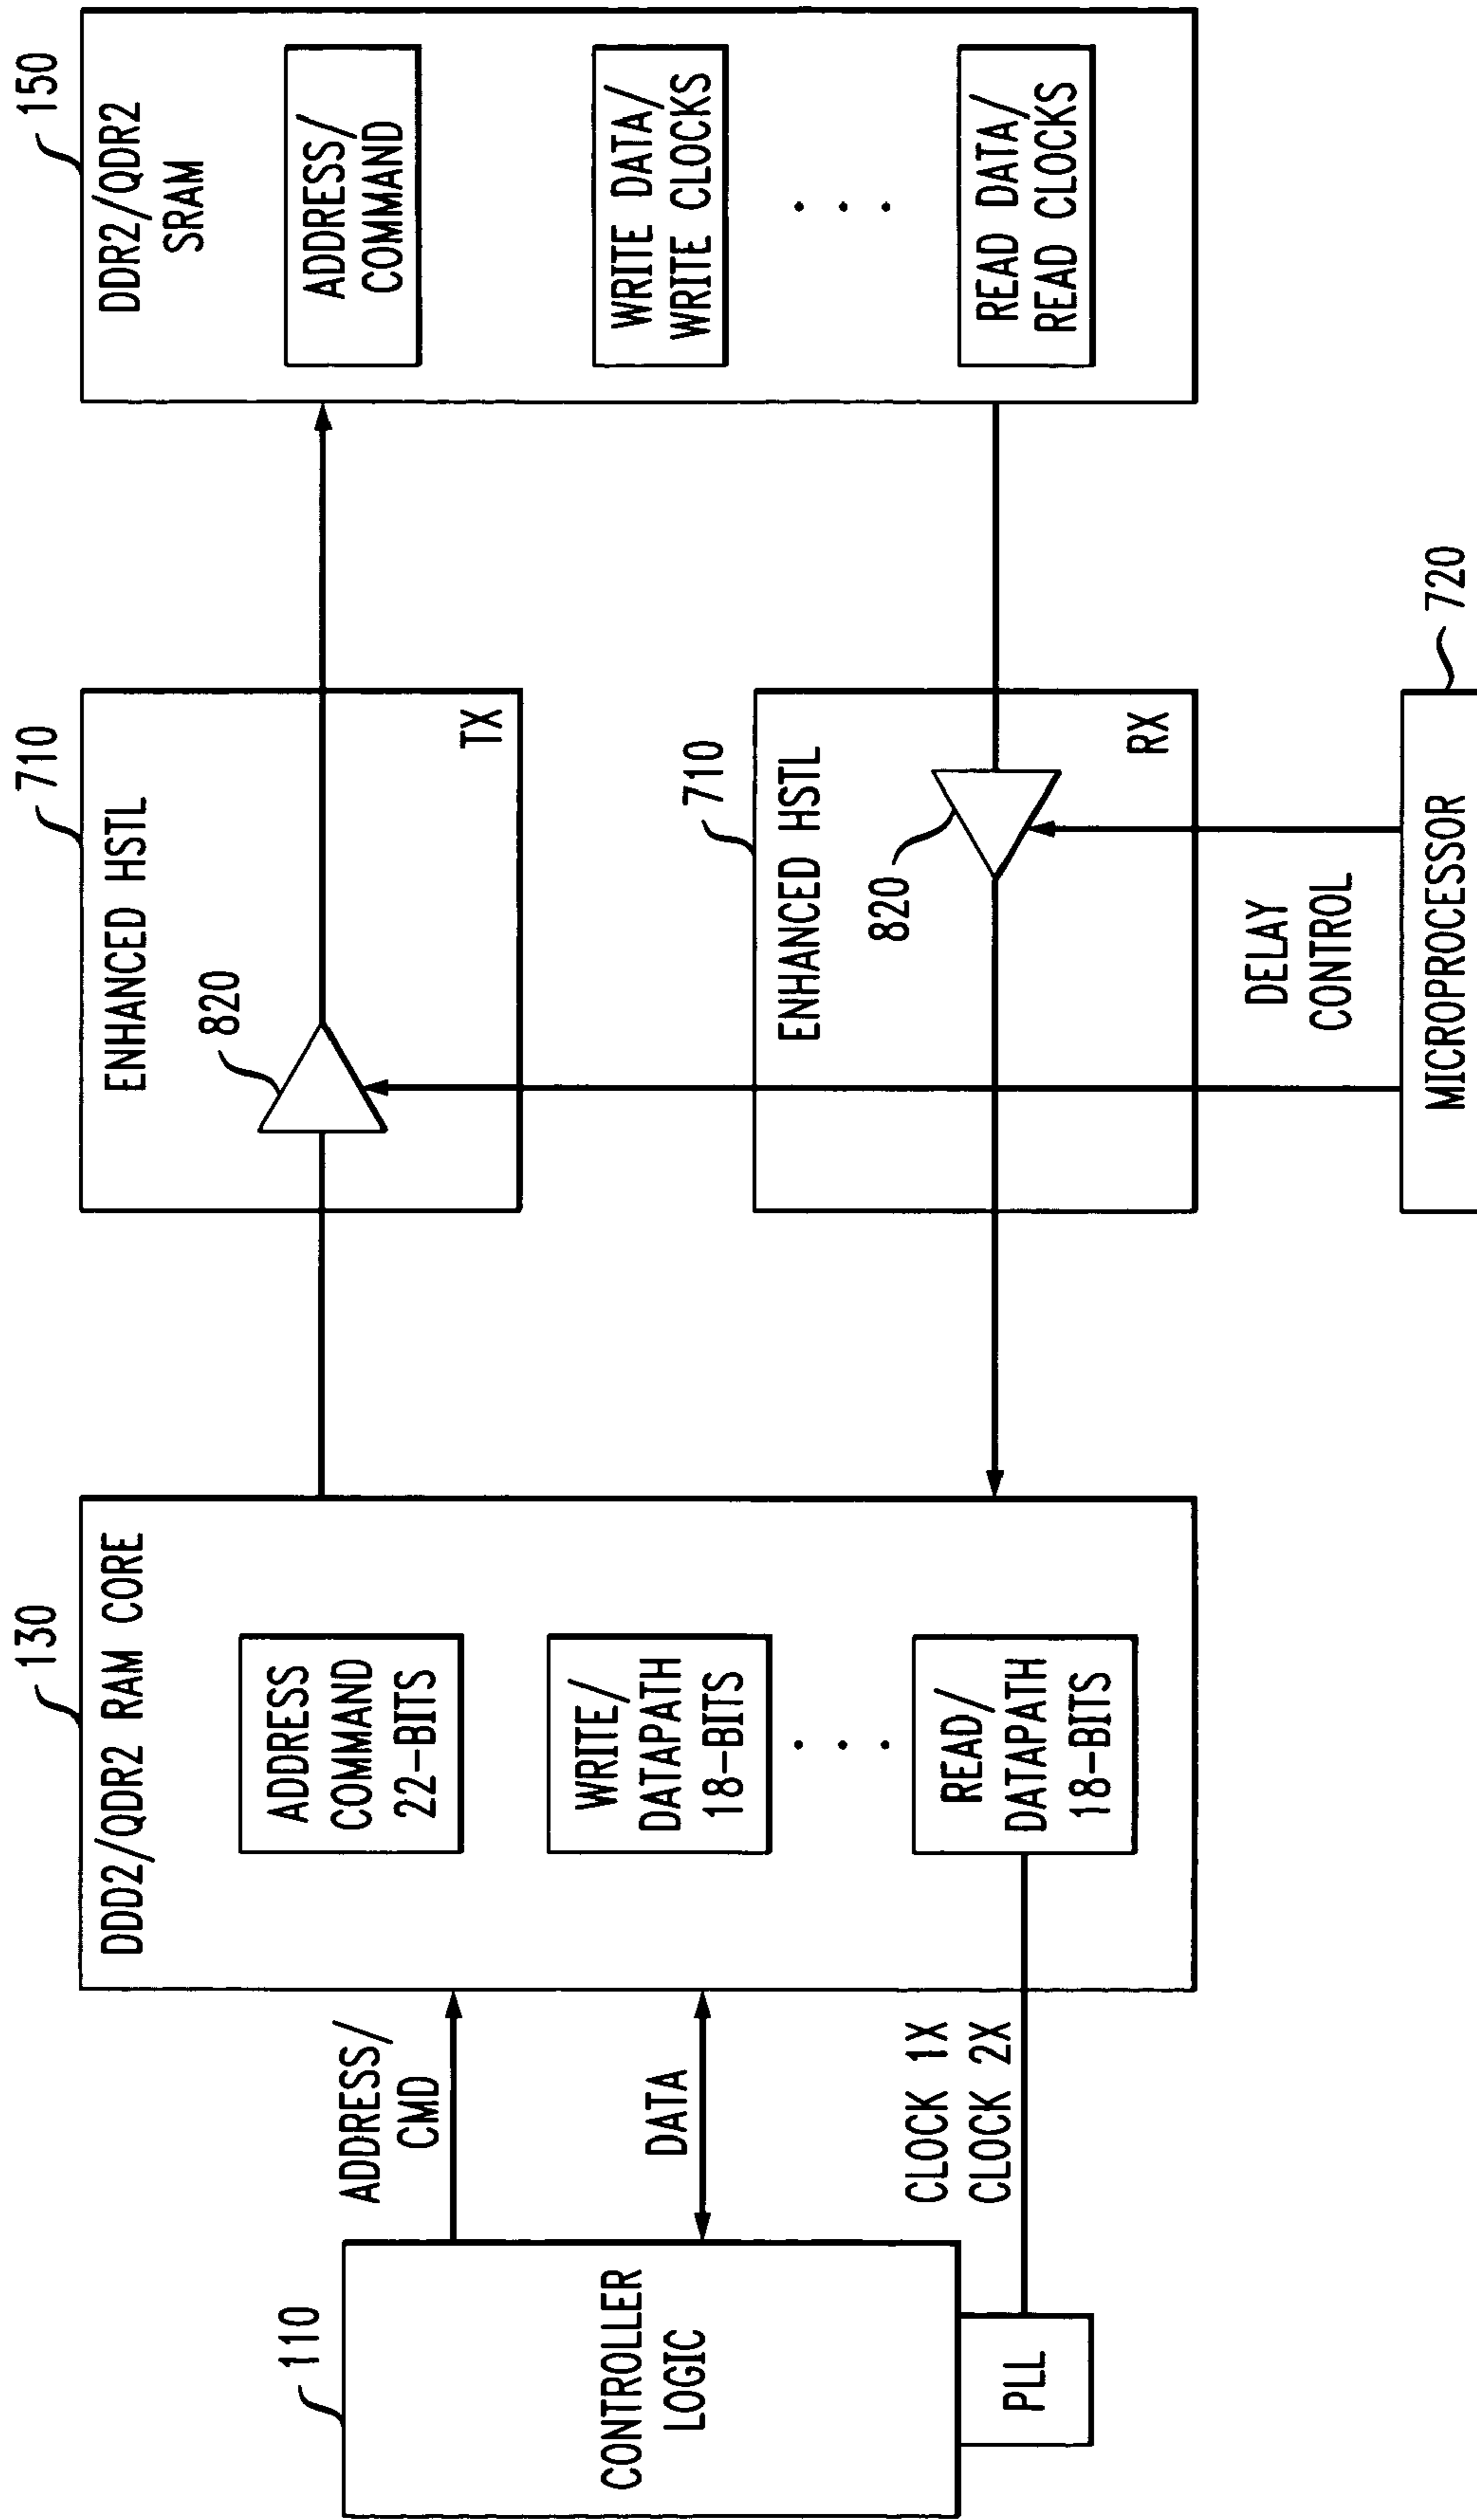 110
CONTROLLER
LOGIC
PLL
ADDRESS/
CMD
DATA
CLOCK 1X
CLOCK 2X
130
DDD2/QDR2 RAM CORE
ADDRESS
COMMAND
22-BITS
WRITE/
DATAPATH
18-BITS
READ/
DATAPATH
18-BITS
710
ENHANCED HSTL
820
TX
710
ENHANCED HSTL
820
RX
DELAY
CONTROL
MICROPROCESSOR
720
150
DDR2/QDR2
SRAM
ADDRESS/
COMMAND
WRITE DATA/
WRITE CLOCKS
READ DATA/
READ CLOCKS